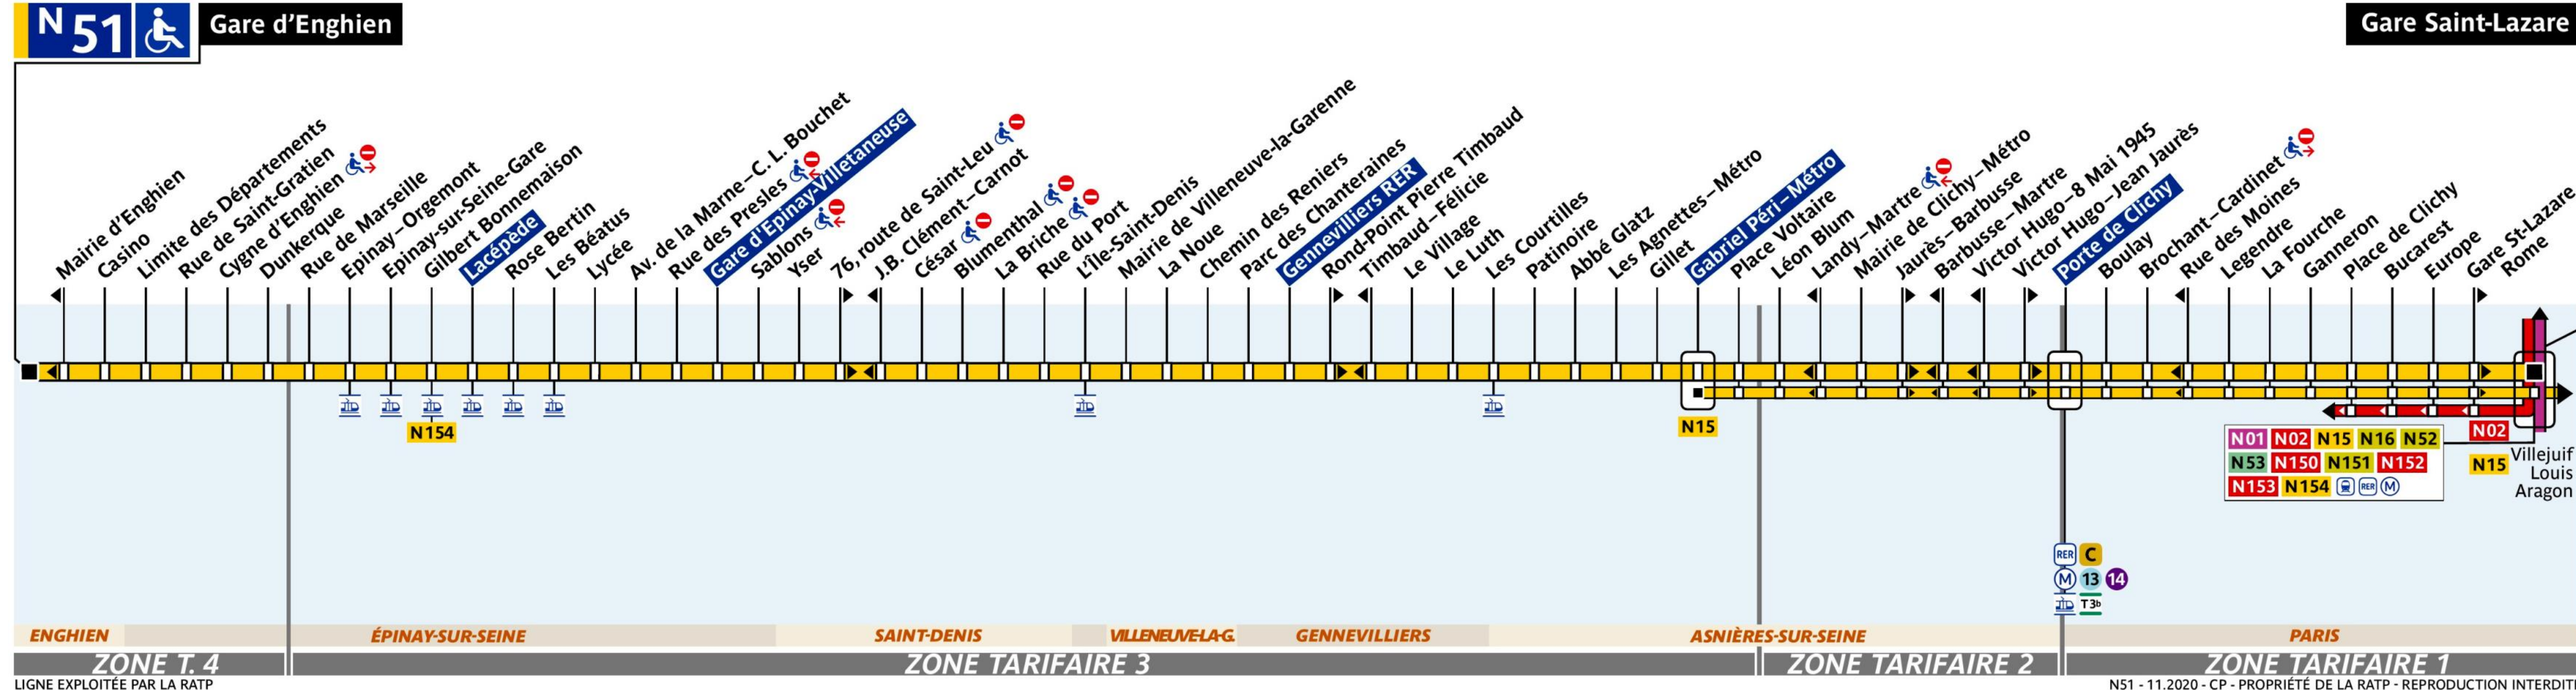 N 51
Gare d'Enghien
Gare Saint-Lazare
Mairie d'Enghien
Casino
Limite des Départements
Rue de Saint-Gratien
Cygne d'Enghien
Dunkerque
Rue de Marseille
Epinay–Orgemont
Epinay-sur-Seine-Gare
Gilbert Bonnemaison
Lacépède
Rose Bertin
Les Béatus
Lycée
Av. de la Marne–C. L. Bouchet
Rue des Presles
Gare d'Epinay-Villetaneuse
Sablons
Yser
76, route de Saint-Leu
J.B. Clément–Carnot
César
Blumenthal
La Briche
Rue du Port
L'Île-Saint-Denis
Mairie de Villeneuve-la-Garenne
La Noue
Chemin des Reniers
Parc des Chanteraines
Gennevilliers RER
Rond-Point Pierre Timbaud
Timbaud–Félicie
Le Village
Le Luth
Les Courtilles
Patinoire
Abbé Glatz
Les Agnettes–Métro
Gillet
Gabriel Péri–Métro
Place Voltaire
Léon Blum
Landy–Martre
Mairie de Clichy–Métro
Jaurès–Barbusse
Barbusse–Martre
Victor Hugo–8 Mai 1945
Victor Hugo–Jean Jaurès
Porte de Clichy
Boulay
Brochant–Cardinet
Rue des Moines
Legendre
La Fourche
Ganneron
Place de Clichy
Bucarest
Europe
Gare St-Lazare
Rome
N154
N15
N01 N02 N15 N16 N52
N53 N150 N151 N152
N153 N154 RER M
N02
N15
Villejuif
Louis
Aragon
RER C
M 13 14
T3b
ENGHIEN
ÉPINAY-SUR-SEINE
SAINT-DENIS
VILLENEUVE-LA-G.
GENNEVILLIERS
ASNIÈRES-SUR-SEINE
PARIS
ZONE T. 4
ZONE TARIFAIRE 3
ZONE TARIFAIRE 2
ZONE TARIFAIRE 1
LIGNE EXPLOITÉE PAR LA RATP
N51 - 11.2020 - CP - PROPRIÉTÉ DE LA RATP - REPRODUCTION INTERDIT